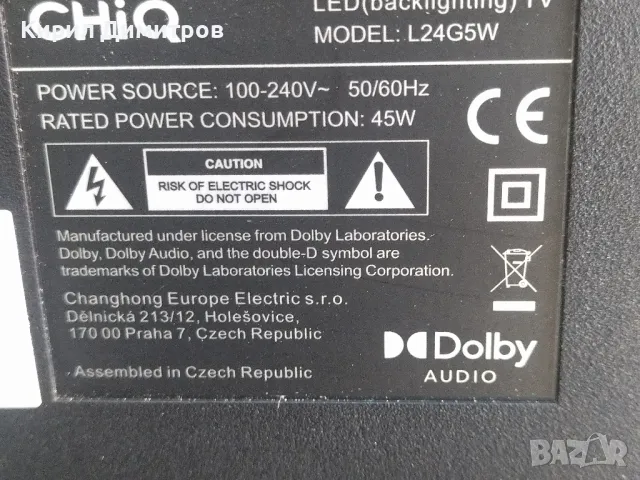 CHiQ
Кирил Димитров
LED(backlighting) TV
MODEL: L24G5W
POWER SOURCE: 100-240V~ 50/60Hz
RATED POWER CONSUMPTION: 45W
CE
CAUTION
RISK OF ELECTRIC SHOCK
DO NOT OPEN
Manufactured under license from Dolby Laboratories.
Dolby, Dolby Audio, and the double-D symbol are
trademarks of Dolby Laboratories Licensing Corporation.
Changhong Europe Electric s.r.o.
Dělnická 213/12, Holešovice,
170 00 Praha 7, Czech Republic
Assembled in Czech Republic
Dolby
AUDIO
BAZAR